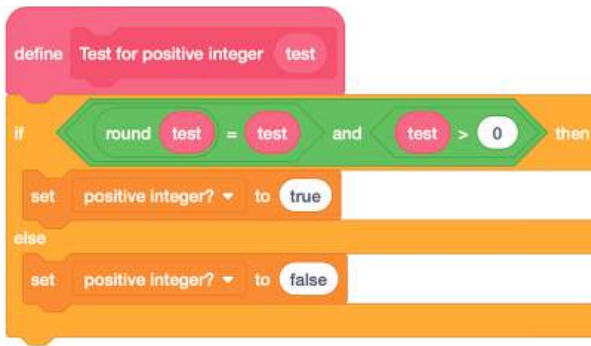 define Test for positive integer test
if round test = test and test > 0 then
set positive integer? to true
else
set positive integer? to false